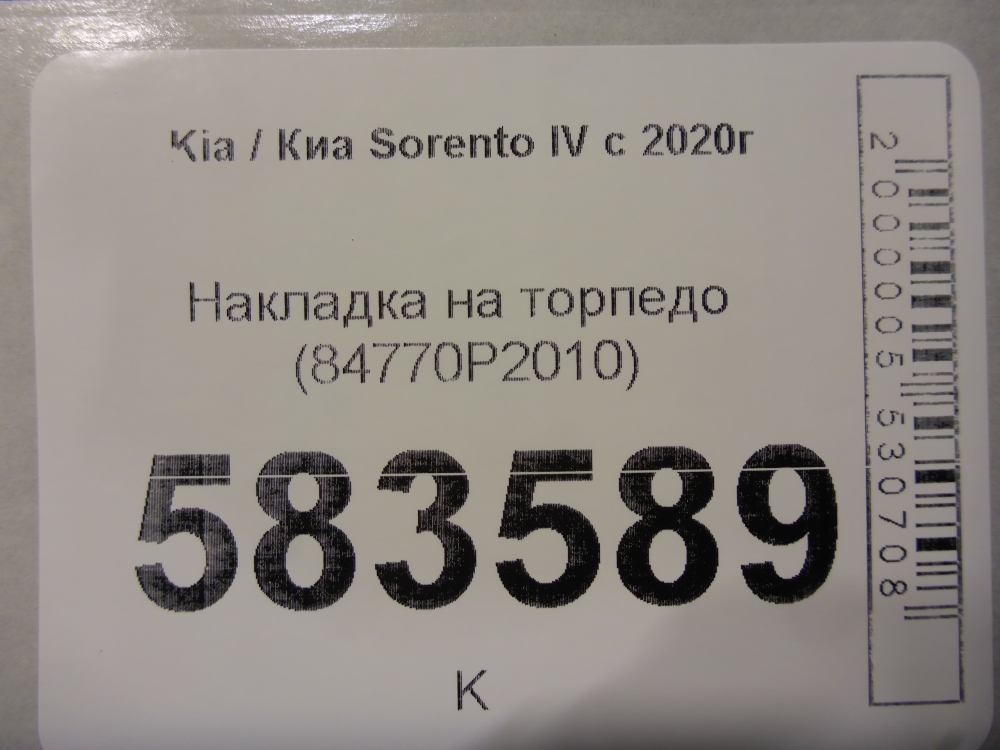 Kia / Киа Sorento IV с 2020г
Накладка на торпедо
(84770P2010)
583589
К
2000005530708